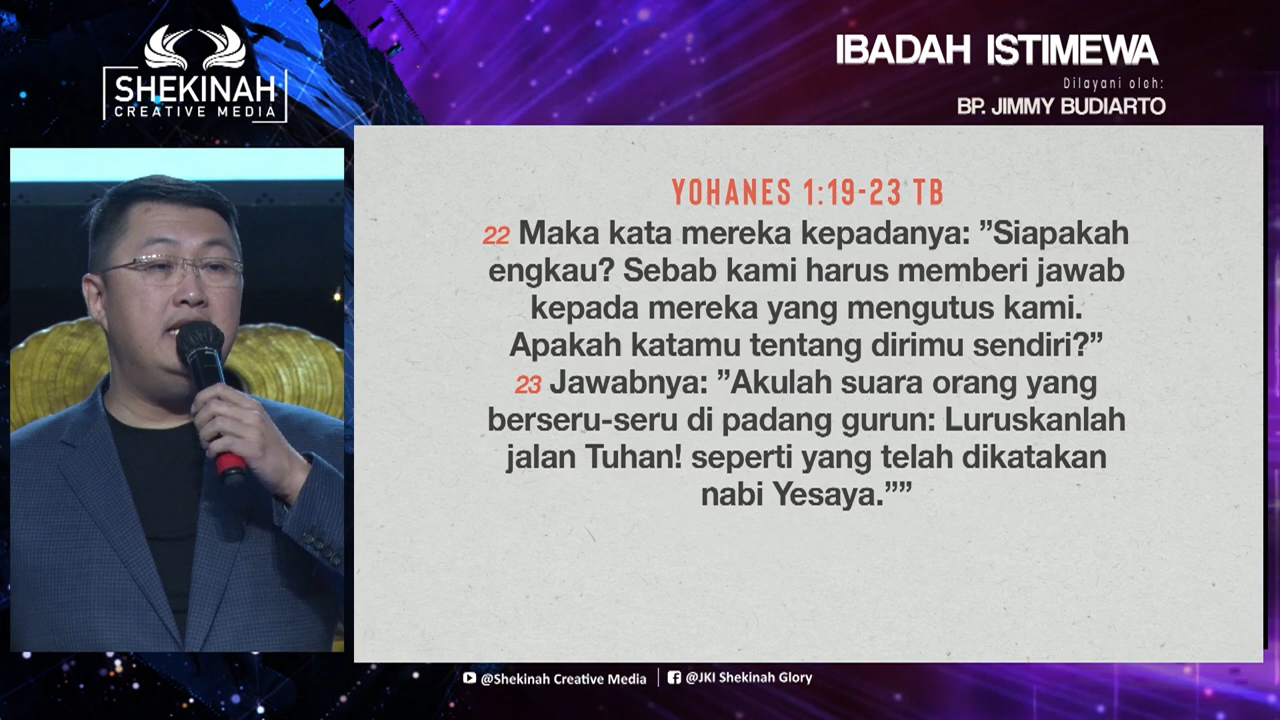 SHEKINAH
CREATIVE MEDIA
IBADAH ISTIMEWA
Dilayani oleh:
BP. JIMMY BUDIARTO
YOHANES 1:19-23 TB
22 Maka kata mereka kepadanya: ”Siapakah
engkau? Sebab kami harus memberi jawab
kepada mereka yang mengutus kami.
Apakah katamu tentang dirimu sendiri?”
23 Jawabnya: ”Akulah suara orang yang
berseru-seru di padang gurun: Luruskanlah
jalan Tuhan! seperti yang telah dikatakan
nabi Yesaya.””
@Shekinah Creative Media | @JKI Shekinah Glory